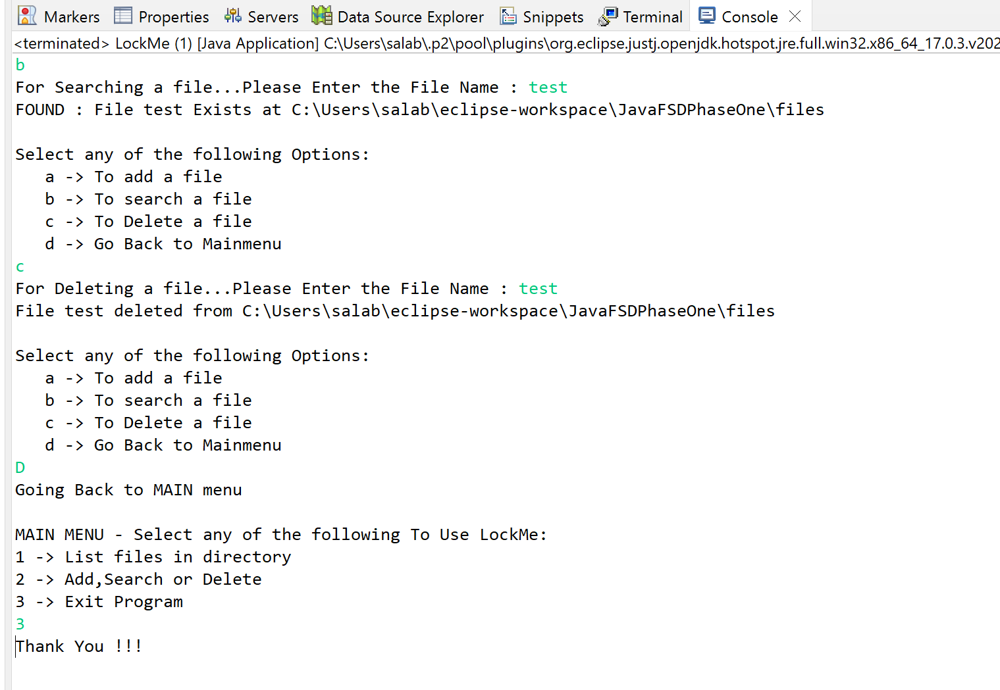 Markers Properties Servers Data Source Explorer Snippets Terminal Console
<terminated> LockMe (1) [Java Application] C:\Users\salab\.p2\pool\plugins\org.eclipse.justj.openjdk.hotspot.jre.full.win32.x86_64_17.0.3.v202
b
For Searching a file...Please Enter the File Name : test
FOUND : File test Exists at C:\Users\salab\eclipse-workspace\JavaFSDPhaseOne\files
Select any of the following Options:
   a -> To add a file
   b -> To search a file
   c -> To Delete a file
   d -> Go Back to Mainmenu
c
For Deleting a file...Please Enter the File Name : test
File test deleted from C:\Users\salab\eclipse-workspace\JavaFSDPhaseOne\files
Select any of the following Options:
   a -> To add a file
   b -> To search a file
   c -> To Delete a file
   d -> Go Back to Mainmenu
D
Going Back to MAIN menu
MAIN MENU - Select any of the following To Use LockMe:
1 -> List files in directory
2 -> Add,Search or Delete
3 -> Exit Program
3
Thank You !!!